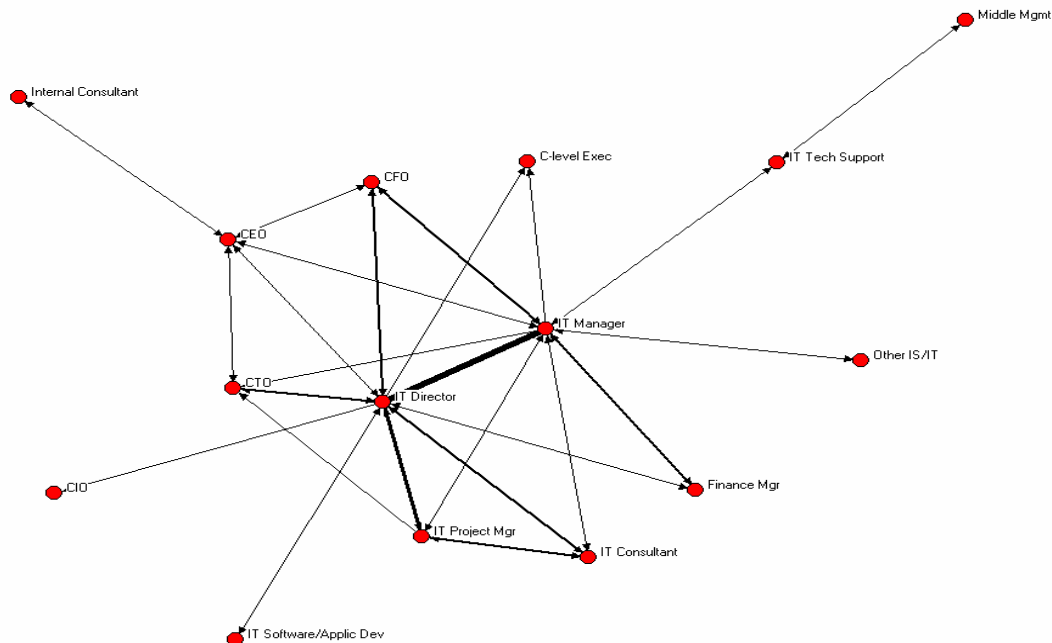 Middle Mgmt
Internal Consultant
C-level Exec
IT Tech Support
CFO
CEO
IT Manager
Other IS/IT
CTO
IT Director
CIO
Finance Mgr
IT Project Mgr
IT Consultant
IT Software/Applic Dev